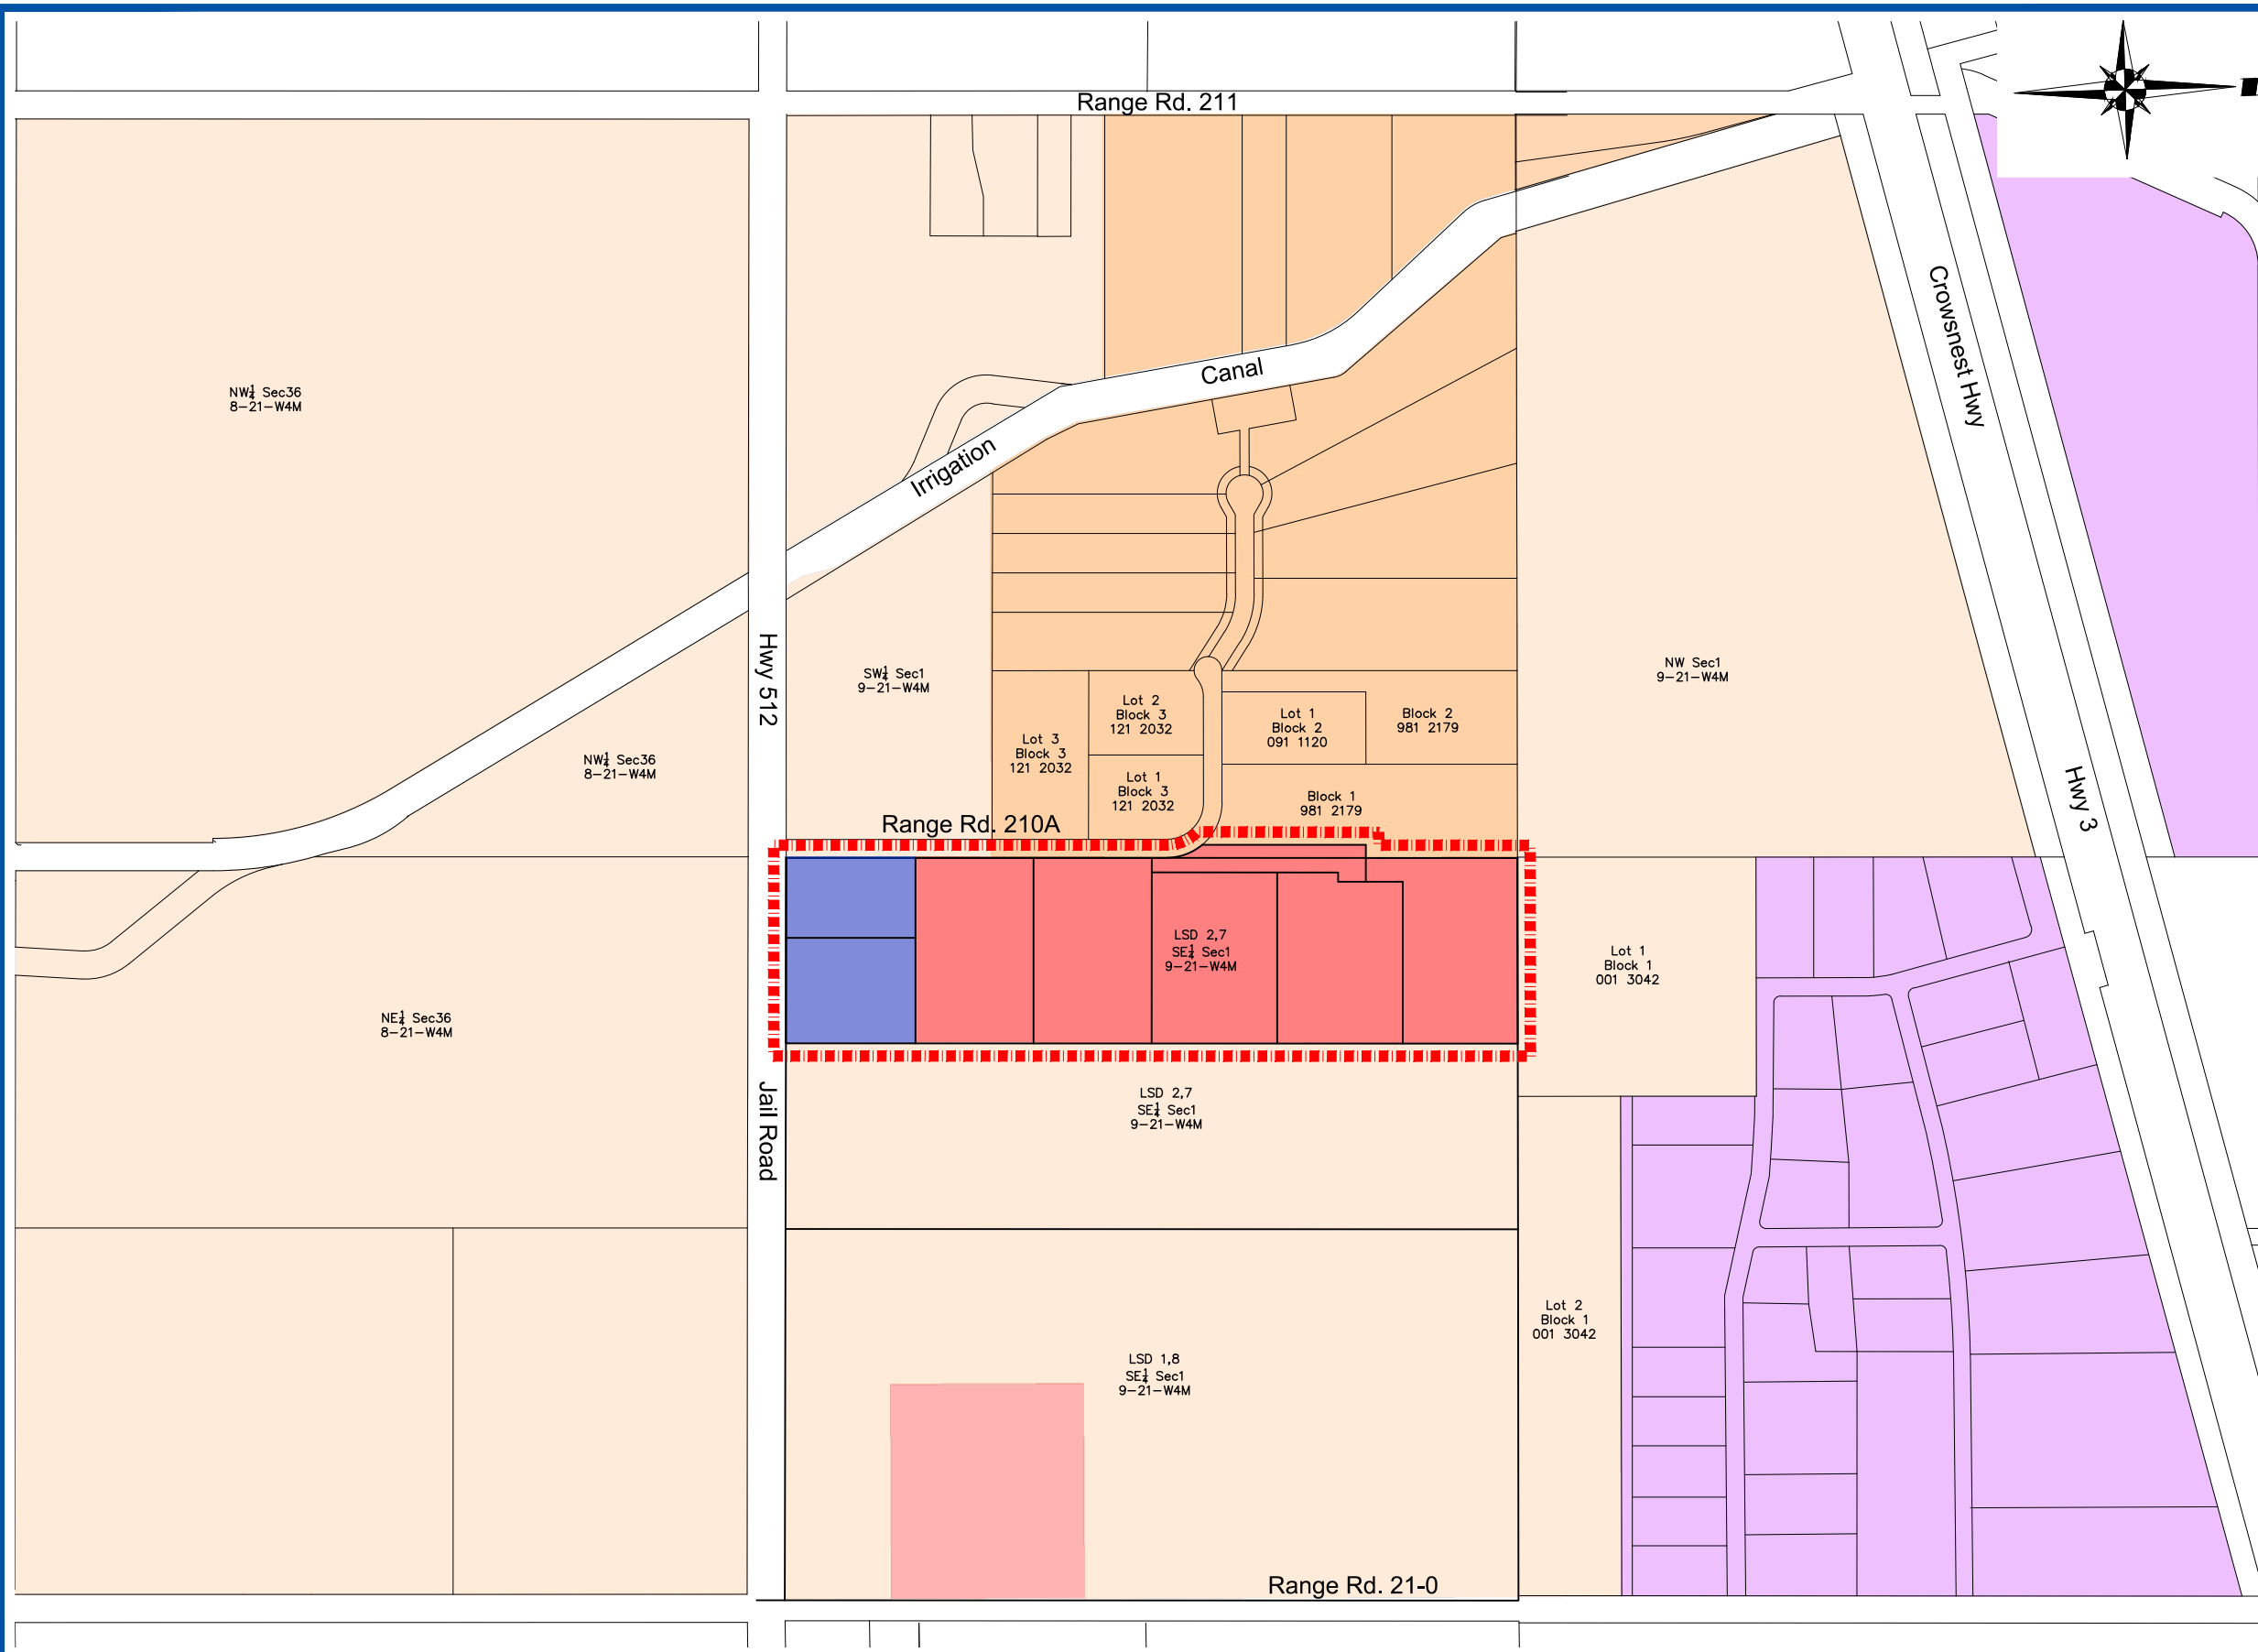 Range Rd. 211
Crowsnest Hwy
NW¼ Sec36
8-21-W4M
Canal
Irrigation
Hwy 512
SW¼ Sec1
9-21-W4M
NW Sec1
9-21-W4M
Lot 2
Block 3
121 2032
Lot 1
Block 2
091 1120
Block 2
981 2179
Lot 3
Block 3
121 2032
NW¼ Sec36
8-21-W4M
Lot 1
Block 3
121 2032
Block 1
981 2179
Hwy 3
Range Rd. 210A
LSD 2,7
SE¼ Sec1
9-21-W4M
Lot 1
Block 1
001 3042
NE¼ Sec36
8-21-W4M
Jail Road
LSD 2,7
SE¼ Sec1
9-21-W4M
Lot 2
Block 1
001 3042
LSD 1,8
SE¼ Sec1
9-21-W4M
Range Rd. 21-0